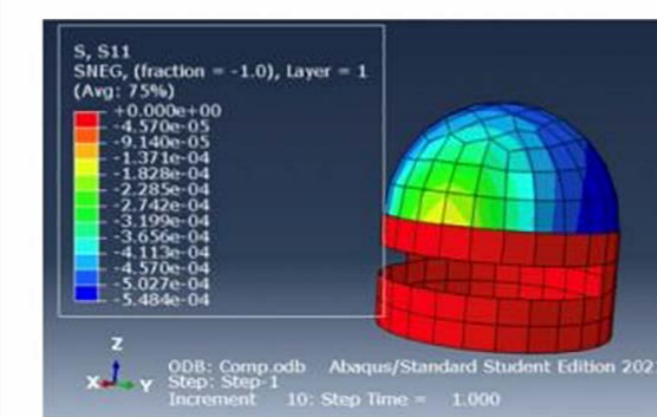 S, S11
SNEG, (fraction = -1.0), Layer = 1
(Avg: 75%)
+0.000e+00
-4.570e-05
-9.140e-05
-1.371e-04
-1.828e-04
-2.285e-04
-2.742e-04
-3.199e-04
-3.656e-04
-4.113e-04
-4.570e-04
-5.027e-04
-5.484e-04
Z
X Y
ODB: Comp.odb Abaqus/Standard Student Edition 202
Step: Step-1
Increment 10: Step Time = 1.000